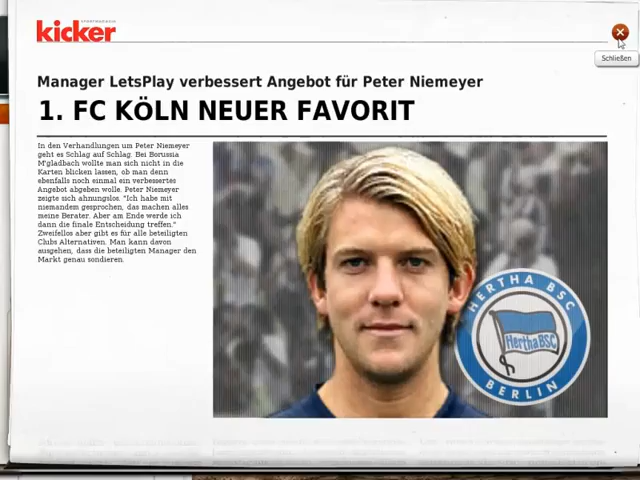 SPORTMAGAZIN
kicker
Schließen
Manager LetsPlay verbessert Angebot für Peter Niemeyer
1. FC KÖLN NEUER FAVORIT
In den Verhandlungen um Peter Niemeyer
geht es Schlag auf Schlag. Bei Borussia
M'gladbach wollte man sich nicht in die
Karten blicken lassen, ob man denn
ebenfalls noch einmal ein verbessertes
Angebot abgeben wolle. Peter Niemeyer
zeigte sich ahnungslos. "Ich habe mit
niemandem gesprochen, das machen alles
meine Berater. Aber am Ende werde ich
dann die finale Entscheidung treffen."
Zweifellos aber gibt es für alle beteiligten
Clubs Alternativen. Man kann davon
ausgehen, dass die beteiligten Manager den
Markt genau sondieren.
HERTHA BSC
HerthaBSC
BERLIN